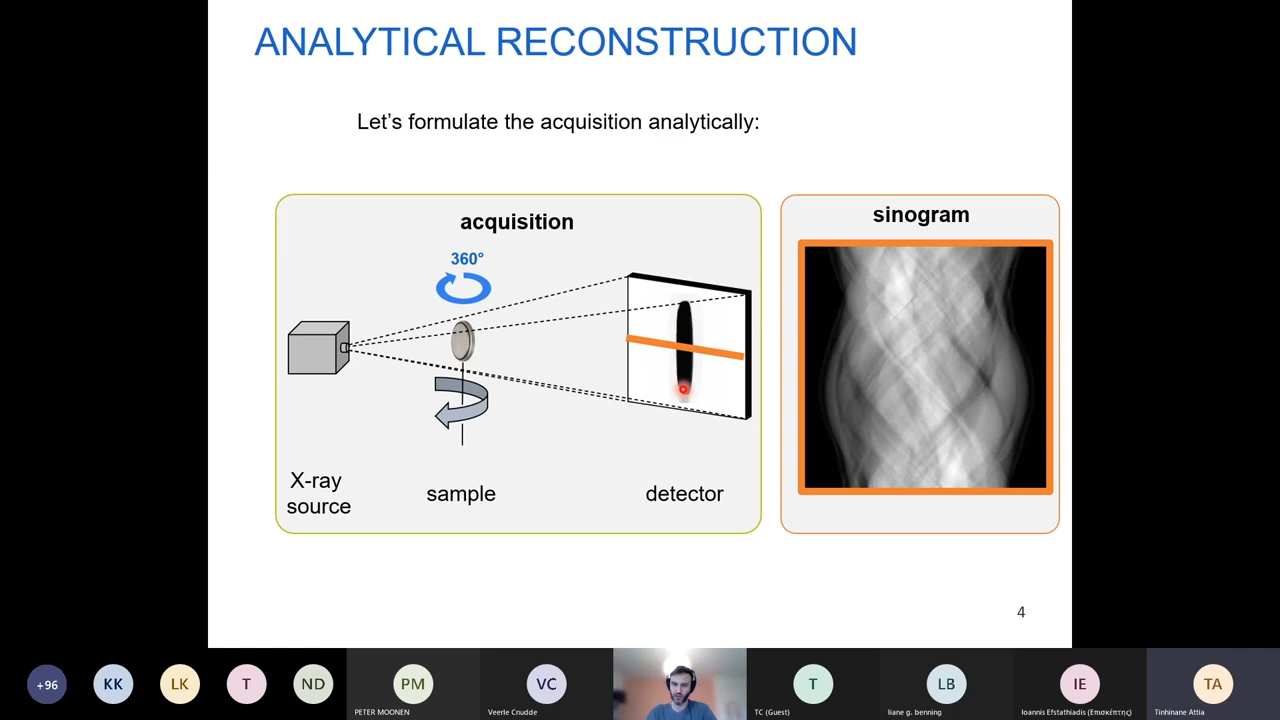 ANALYTICAL RECONSTRUCTION
Let's formulate the acquisition analytically:
acquisition
360°
X-ray
source
sample
detector
sinogram
4
+96
KK
LK
T
ND
PM
PETER MOONEN
VC
Veerle Cnudde
T
TC (Guest)
LB
liane g. benning
IE
Ioannis Efstathiadis (Επισκέπτης)
TA
Tinhinane Attia